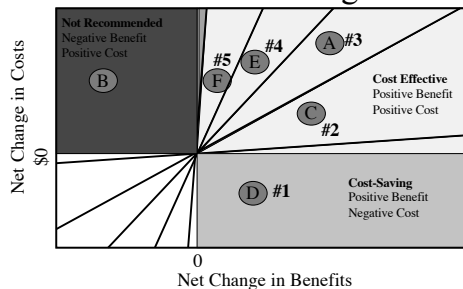 Not Recommended
Negative Benefit
Positive Cost
B
#5
F
#4
E
A
#3
Cost Effective
Positive Benefit
Positive Cost
C
#2
D
#1
Cost-Saving
Positive Benefit
Negative Cost
Net Change in Costs
$0
0
Net Change in Benefits